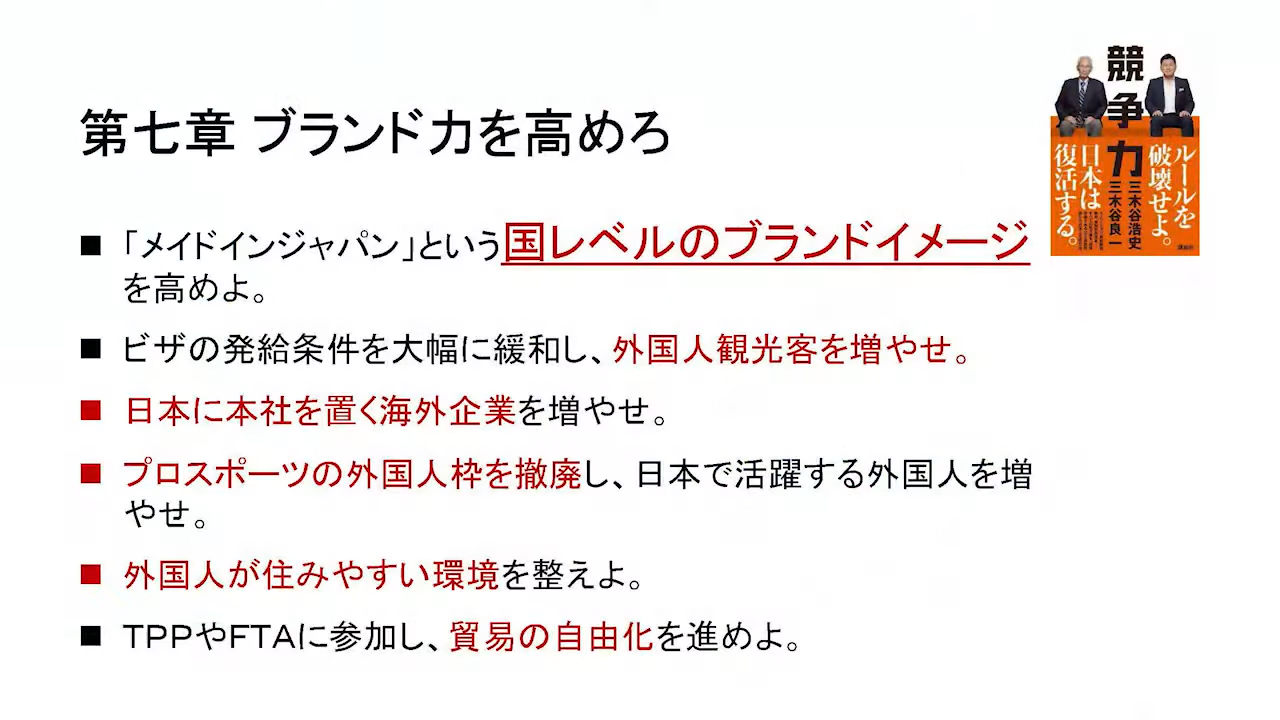 第七章 ブランド力を高めろ
■ 「メイドインジャパン」という国レベルのブランドイメージ
を高めよ。
■ ビザの発給条件を大幅に緩和し、外国人観光客を増やせ。
■ 日本に本社を置く海外企業を増やせ。
■ プロスポーツの外国人枠を撤廃し、日本で活躍する外国人を増
やせ。
■ 外国人が住みやすい環境を整えよ。
■ TPPやFTAに参加し、貿易の自由化を進めよ。
競争力
ルールを
破壊せよ。
三木谷浩史
三木谷良一
日本は
復活する。
講談社